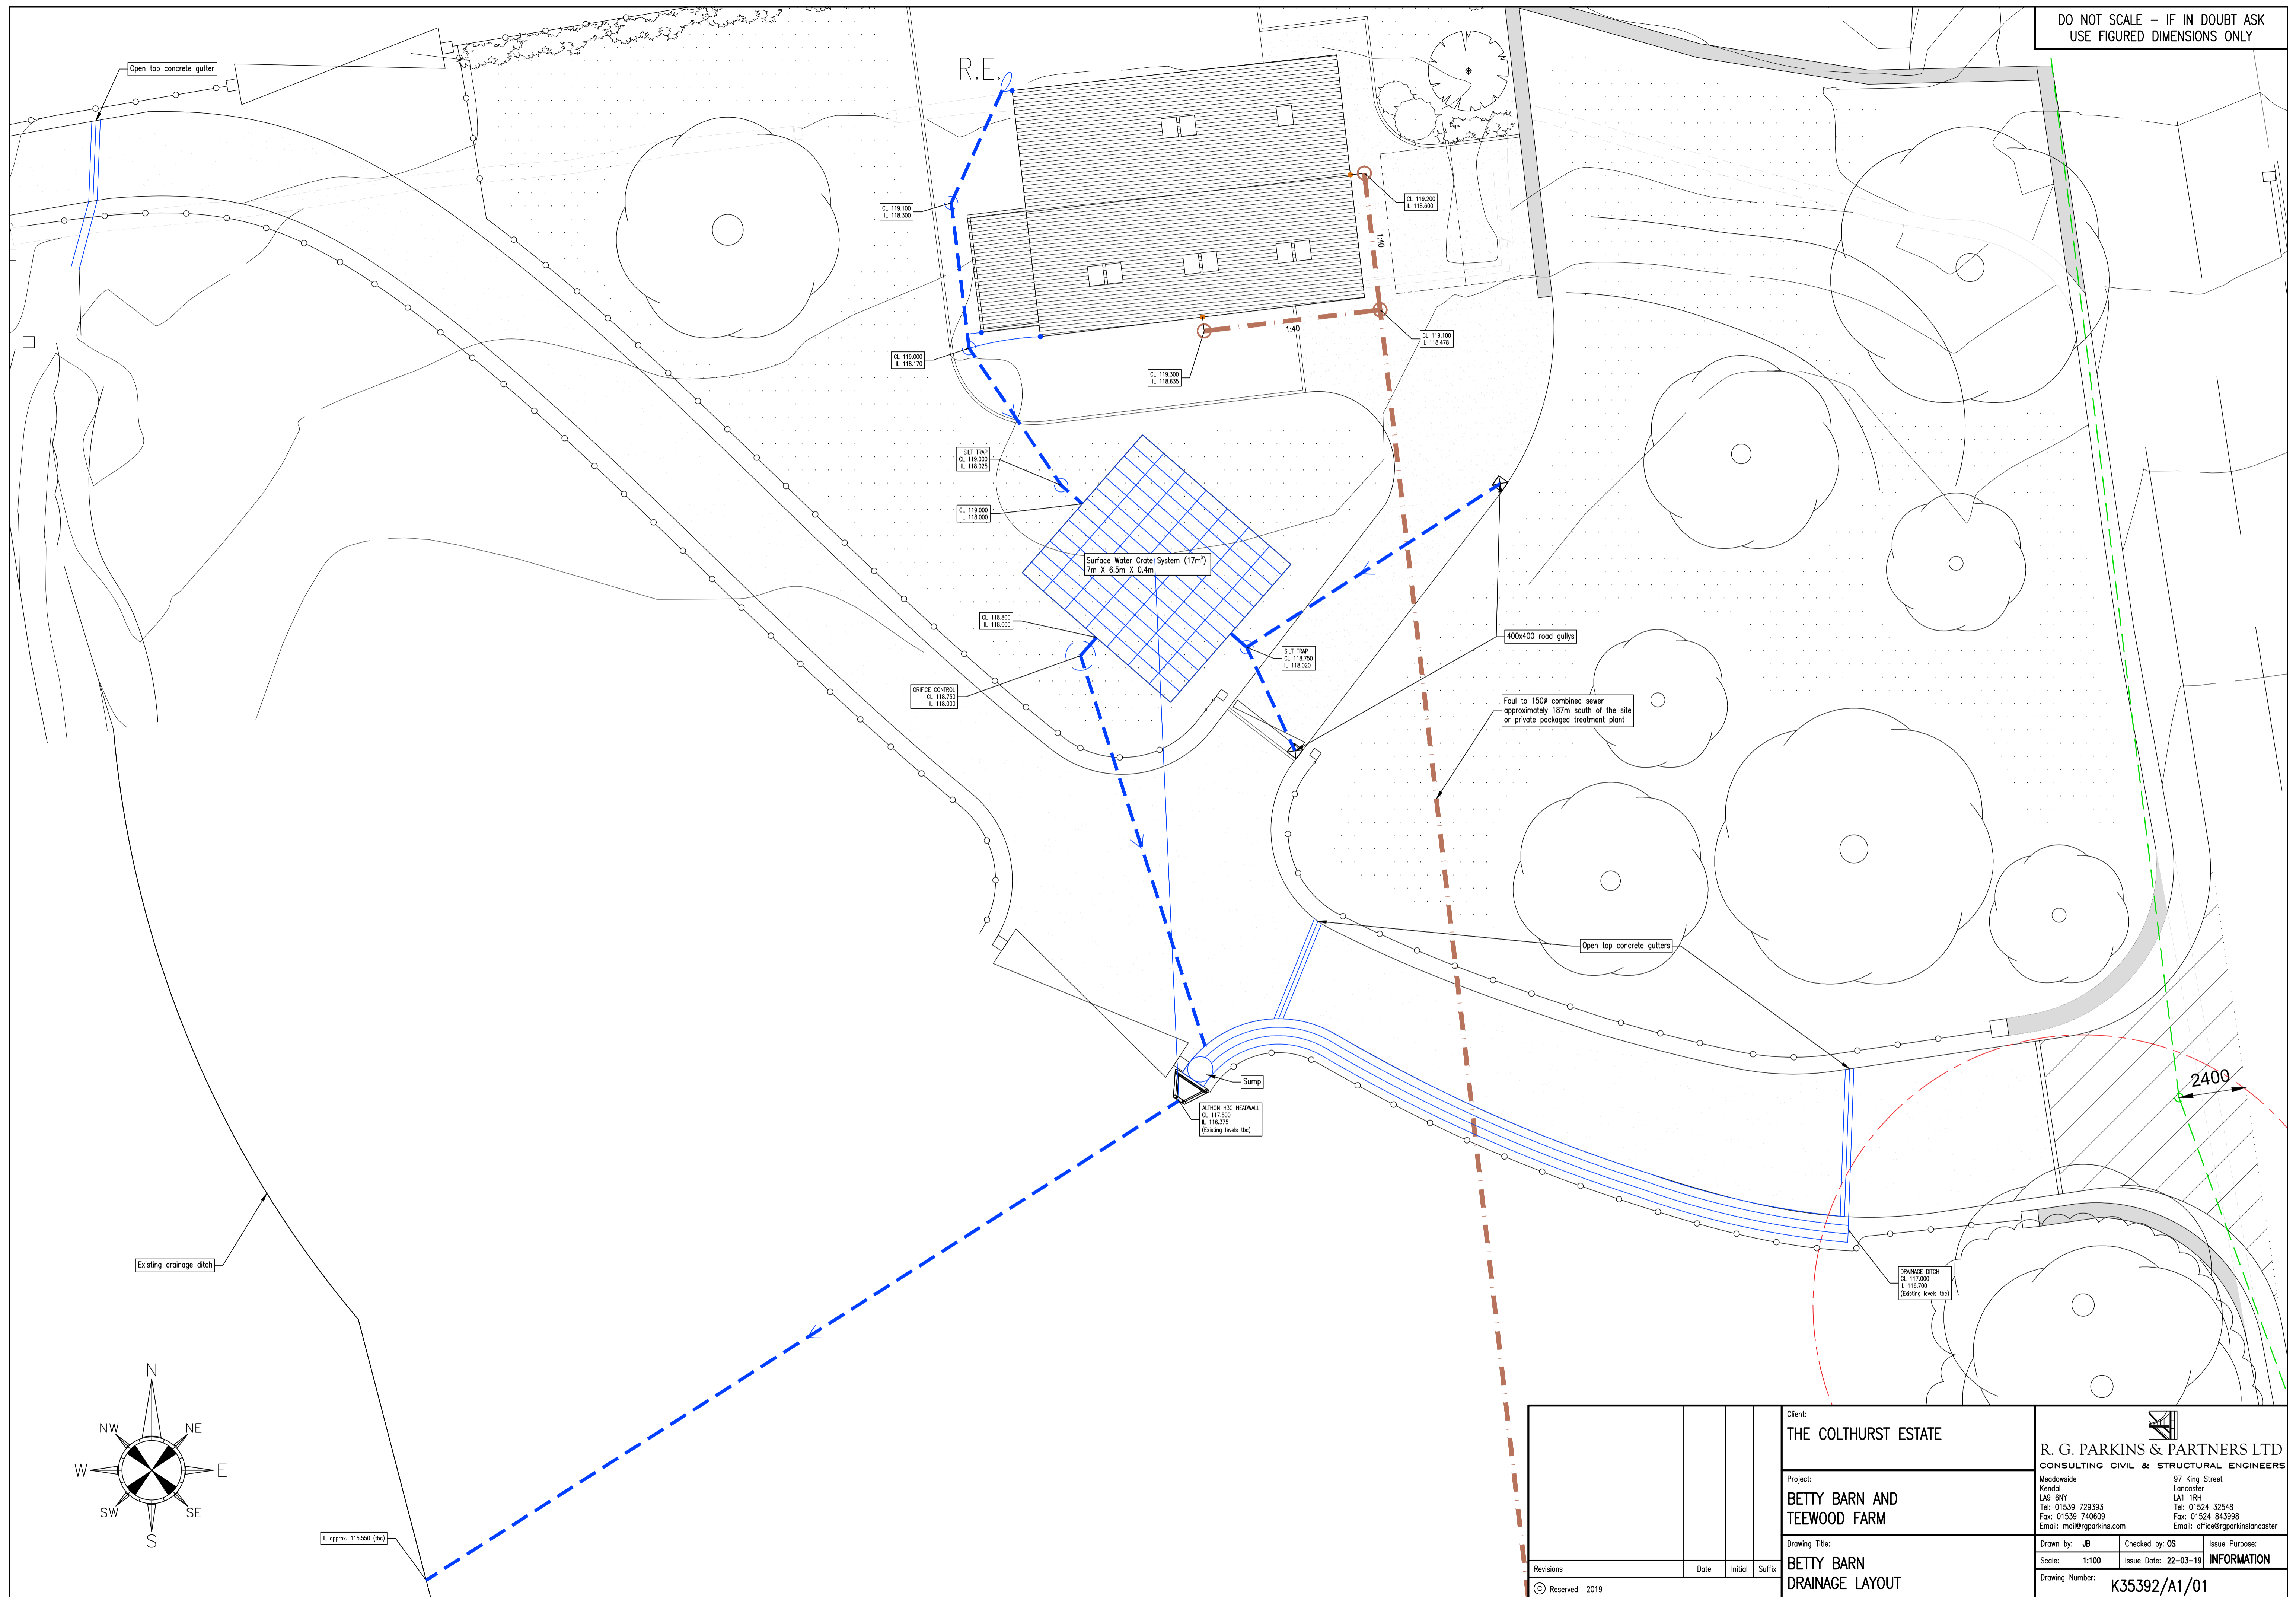 DO NOT SCALE – IF IN DOUBT ASK
USE FIGURED DIMENSIONS ONLY
Open top concrete gutter
R.E.
CL 119.100
IL 118.300
CL 119.200
IL 118.600
1:40
CL 119.000
IL 118.170
1:40
CL 119.100
IL 118.478
CL 119.300
IL 118.635
SILT TRAP
CL 119.000
IL 118.025
CL 119.000
IL 118.000
Surface Water Crate System (17m³)
7m X 6.5m X 0.4m
CL 118.800
IL 118.000
400x400 road gullys
SILT TRAP
CL 118.750
IL 118.020
ORIFICE CONTROL
CL 118.750
IL 118.000
Foul to 150ø combined sewer
approximately 187m south of the site
or private packaged treatment plant
Open top concrete gutters
Sump
2400
ALTHON H3C HEADWALL
CL 117.500
IL 116.375
(Existing levels tbc)
Existing drainage ditch
DRAINAGE DITCH
CL 117.000
IL 116.700
(Existing levels tbc)
N
NW
NE
W
E
SW
SE
S
IL approx. 115.550 (tbc)
Revisions
Date
Initial
Suffix
© Reserved 2019
Client:
THE COLTHURST ESTATE
Project:
BETTY BARN AND
TEEWOOD FARM
Drawing Title:
BETTY BARN
DRAINAGE LAYOUT
R. G. PARKINS & PARTNERS LTD
CONSULTING CIVIL & STRUCTURAL ENGINEERS
Meadowside
Kendal
LA9 6NY
Tel: 01539 729393
Fax: 01539 740609
Email: mail@rgparkins.com
97 King Street
Lancaster
LA1 1RH
Tel: 01524 32548
Fax: 01524 843998
Email: office@rgparkinslancaster
Drawn by: JB
Checked by: OS
Issue Purpose:
Scale: 1:100
Issue Date: 22-03-19
INFORMATION
Drawing Number:
K35392/A1/01